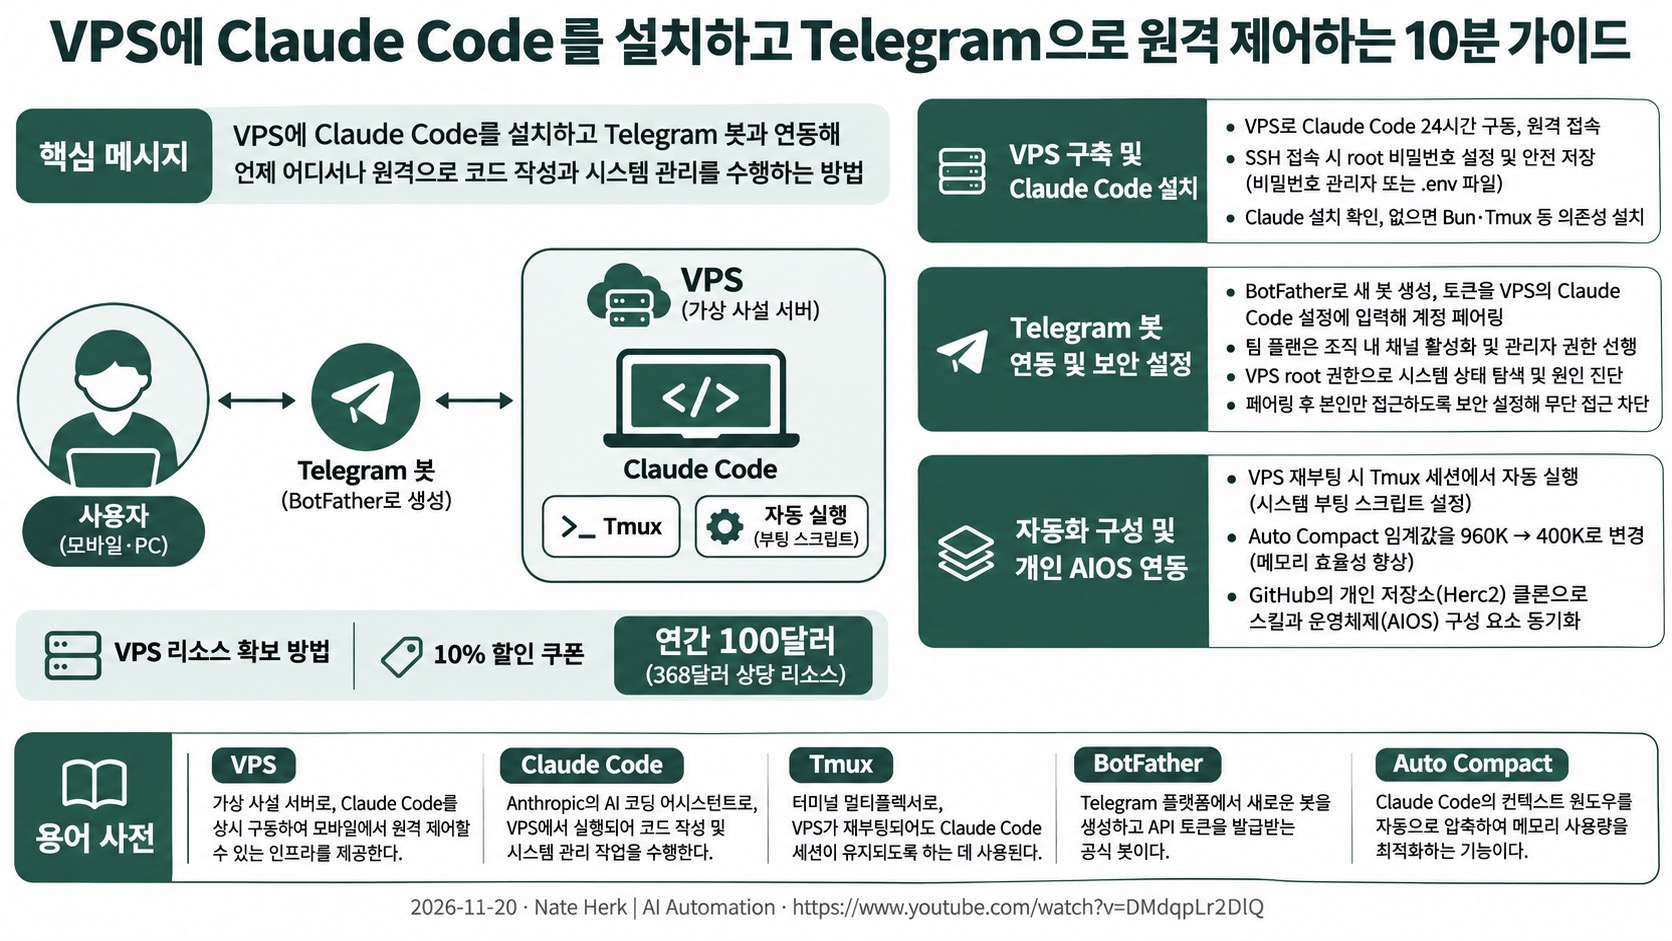 VPS에 Claude Code를 설치하고 Telegram으로 원격 제어하는 10분 가이드
핵심 메시지
VPS에 Claude Code를 설치하고 Telegram 봇과 연동해
언제 어디서나 원격으로 코드 작성과 시스템 관리를 수행하는 방법
사용자
(모바일·PC)
Telegram 봇
(BotFather로 생성)
VPS
(가상 사설 서버)
</>
Claude Code
>_ Tmux
자동 실행
(부팅 스크립트)
VPS 리소스 확보 방법
10% 할인 쿠폰
연간 100달러
(368달러 상당 리소스)
VPS 구축 및
Claude Code 설치
• VPS로 Claude Code 24시간 구동, 원격 접속
• SSH 접속 시 root 비밀번호 설정 및 안전 저장
(비밀번호 관리자 또는 .env 파일)
• Claude 설치 확인, 없으면 Bun·Tmux 등 의존성 설치
Telegram 봇
연동 및 보안 설정
• BotFather로 새 봇 생성, 토큰을 VPS의 Claude
Code 설정에 입력해 계정 페어링
• 팀 플랜은 조직 내 채널 활성화 및 관리자 권한 선행
• VPS root 권한으로 시스템 상태 탐색 및 원인 진단
• 페어링 후 본인만 접근하도록 보안 설정해 무단 접근 차단
자동화 구성 및
개인 AIOS 연동
• VPS 재부팅 시 Tmux 세션에서 자동 실행
(시스템 부팅 스크립트 설정)
• Auto Compact 임계값을 960K → 400K로 변경
(메모리 효율성 향상)
• GitHub의 개인 저장소(Herc2) 클론으로
스킬과 운영체제(AIOS) 구성 요소 동기화
용어 사전
VPS
가상 사설 서버로, Claude Code를
상시 구동하여 모바일에서 원격 제어할
수 있는 인프라를 제공한다.
Claude Code
Anthropic의 AI 코딩 어시스턴트로,
VPS에서 실행되어 코드 작성 및
시스템 관리 작업을 수행한다.
Tmux
터미널 멀티플렉서로,
VPS가 재부팅되어도 Claude Code
세션이 유지되도록 하는 데 사용된다.
BotFather
Telegram 플랫폼에서 새로운 봇을
생성하고 API 토큰을 발급받는
공식 봇이다.
Auto Compact
Claude Code의 컨텍스트 윈도우를
자동으로 압축하여 메모리 사용량을
최적화하는 기능이다.
2026-11-20 · Nate Herk | AI Automation · https://www.youtube.com/watch?v=DMdqpLr2DlQ